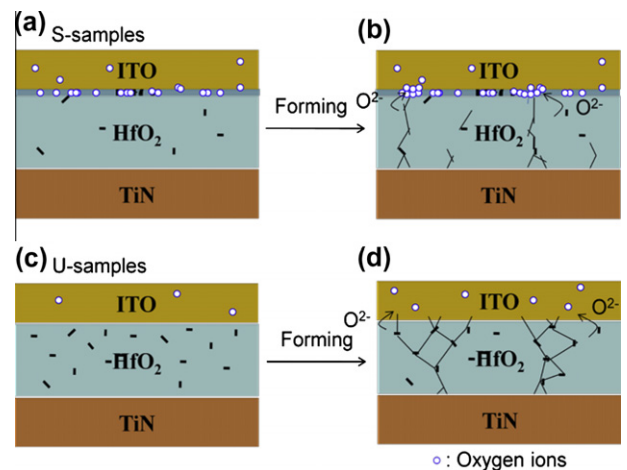 (a) S-samples
ITO
HfO₂
TiN
Forming
(b)
ITO
O²⁻
O²⁻
HfO₂
TiN
(c) U-samples
ITO
HfO₂
TiN
Forming
(d)
O²⁻
ITO
O²⁻
HfO₂
TiN
: Oxygen ions